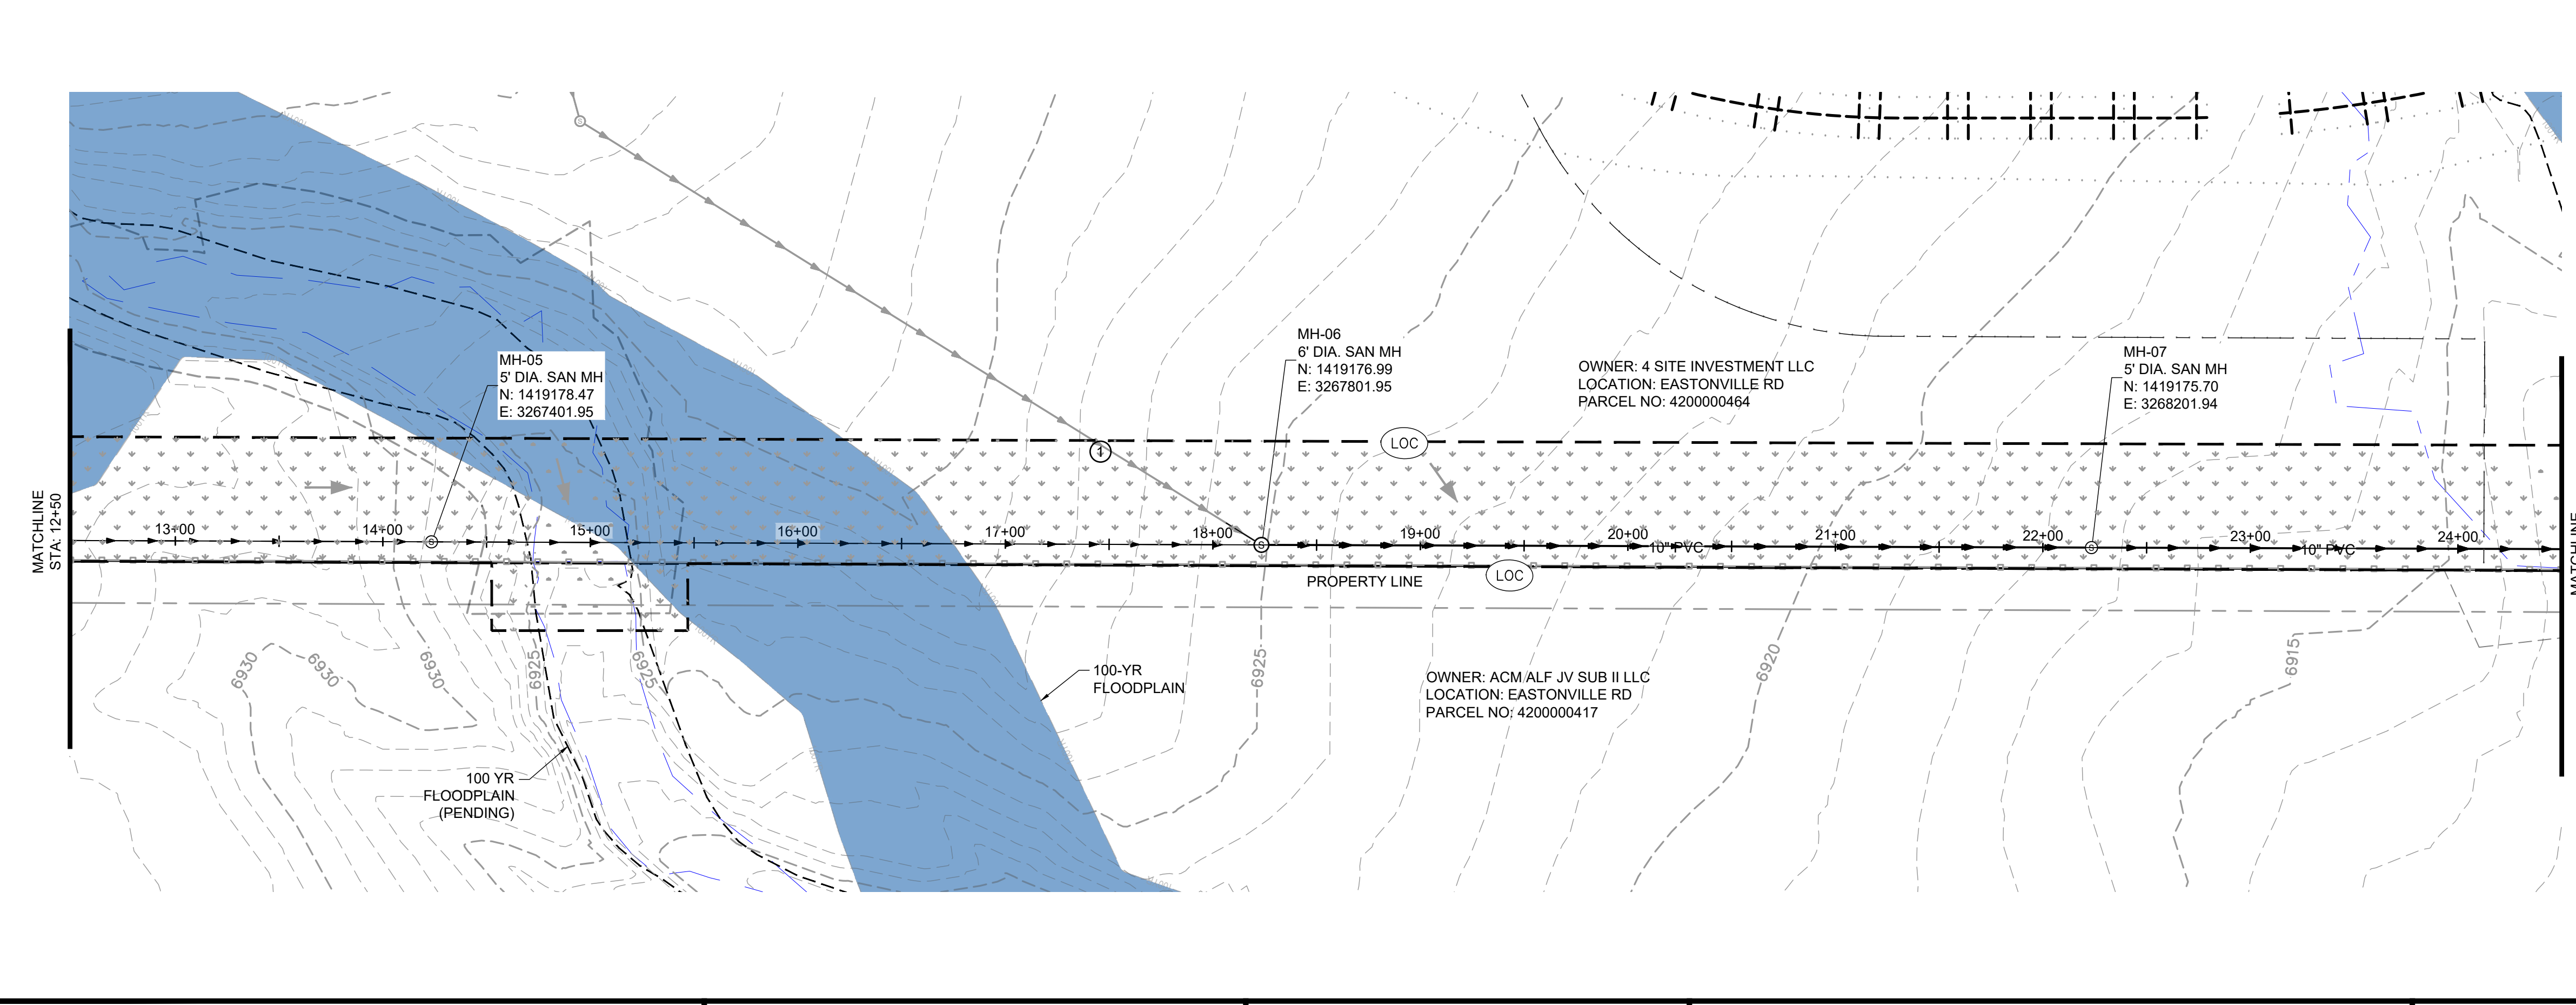 MH-05
5' DIA. SAN MH
N: 1419178.47
E: 3267401.95
MH-06
6' DIA. SAN MH
N: 1419176.99
E: 3267801.95
OWNER: 4 SITE INVESTMENT LLC
LOCATION: EASTONVILLE RD
PARCEL NO: 4200000464
MH-07
5' DIA. SAN MH
N: 1419175.70
E: 3268201.94
LOC
1
MATCHLINE
STA: 12+50
13+00
14+00
15+00
16+00
17+00
18+00
19+00
20+00
21+00
22+00
23+00
24+00
S
S
S
S
10" PVC
10" PVC
MATCHLINE
PROPERTY LINE
LOC
6930
6930
6930
6925
6925
6925
6920
6915
100-YR
FLOODPLAIN
OWNER: ACM ALF JV SUB II LLC
LOCATION: EASTONVILLE RD
PARCEL NO: 4200000417
100 YR
FLOODPLAIN
(PENDING)